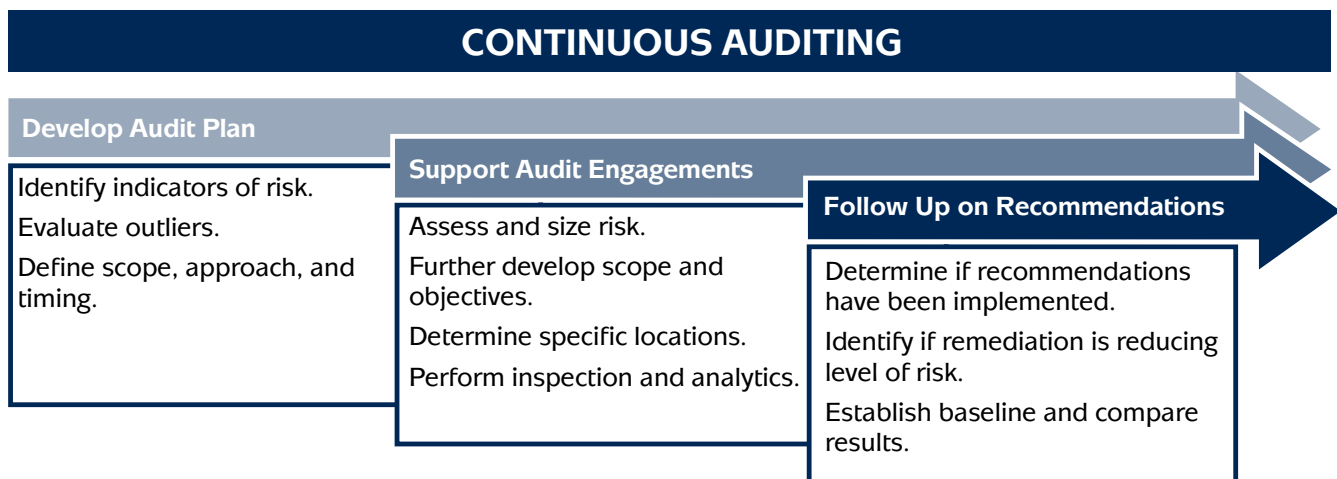 CONTINUOUS AUDITING
Develop Audit Plan
Identify indicators of risk.
Evaluate outliers.
Define scope, approach, and
timing.
Support Audit Engagements
Assess and size risk.
Further develop scope and
objectives.
Determine specific locations.
Perform inspection and analytics.
Follow Up on Recommendations
Determine if recommendations
have been implemented.
Identify if remediation is reducing
level of risk.
Establish baseline and compare
results.